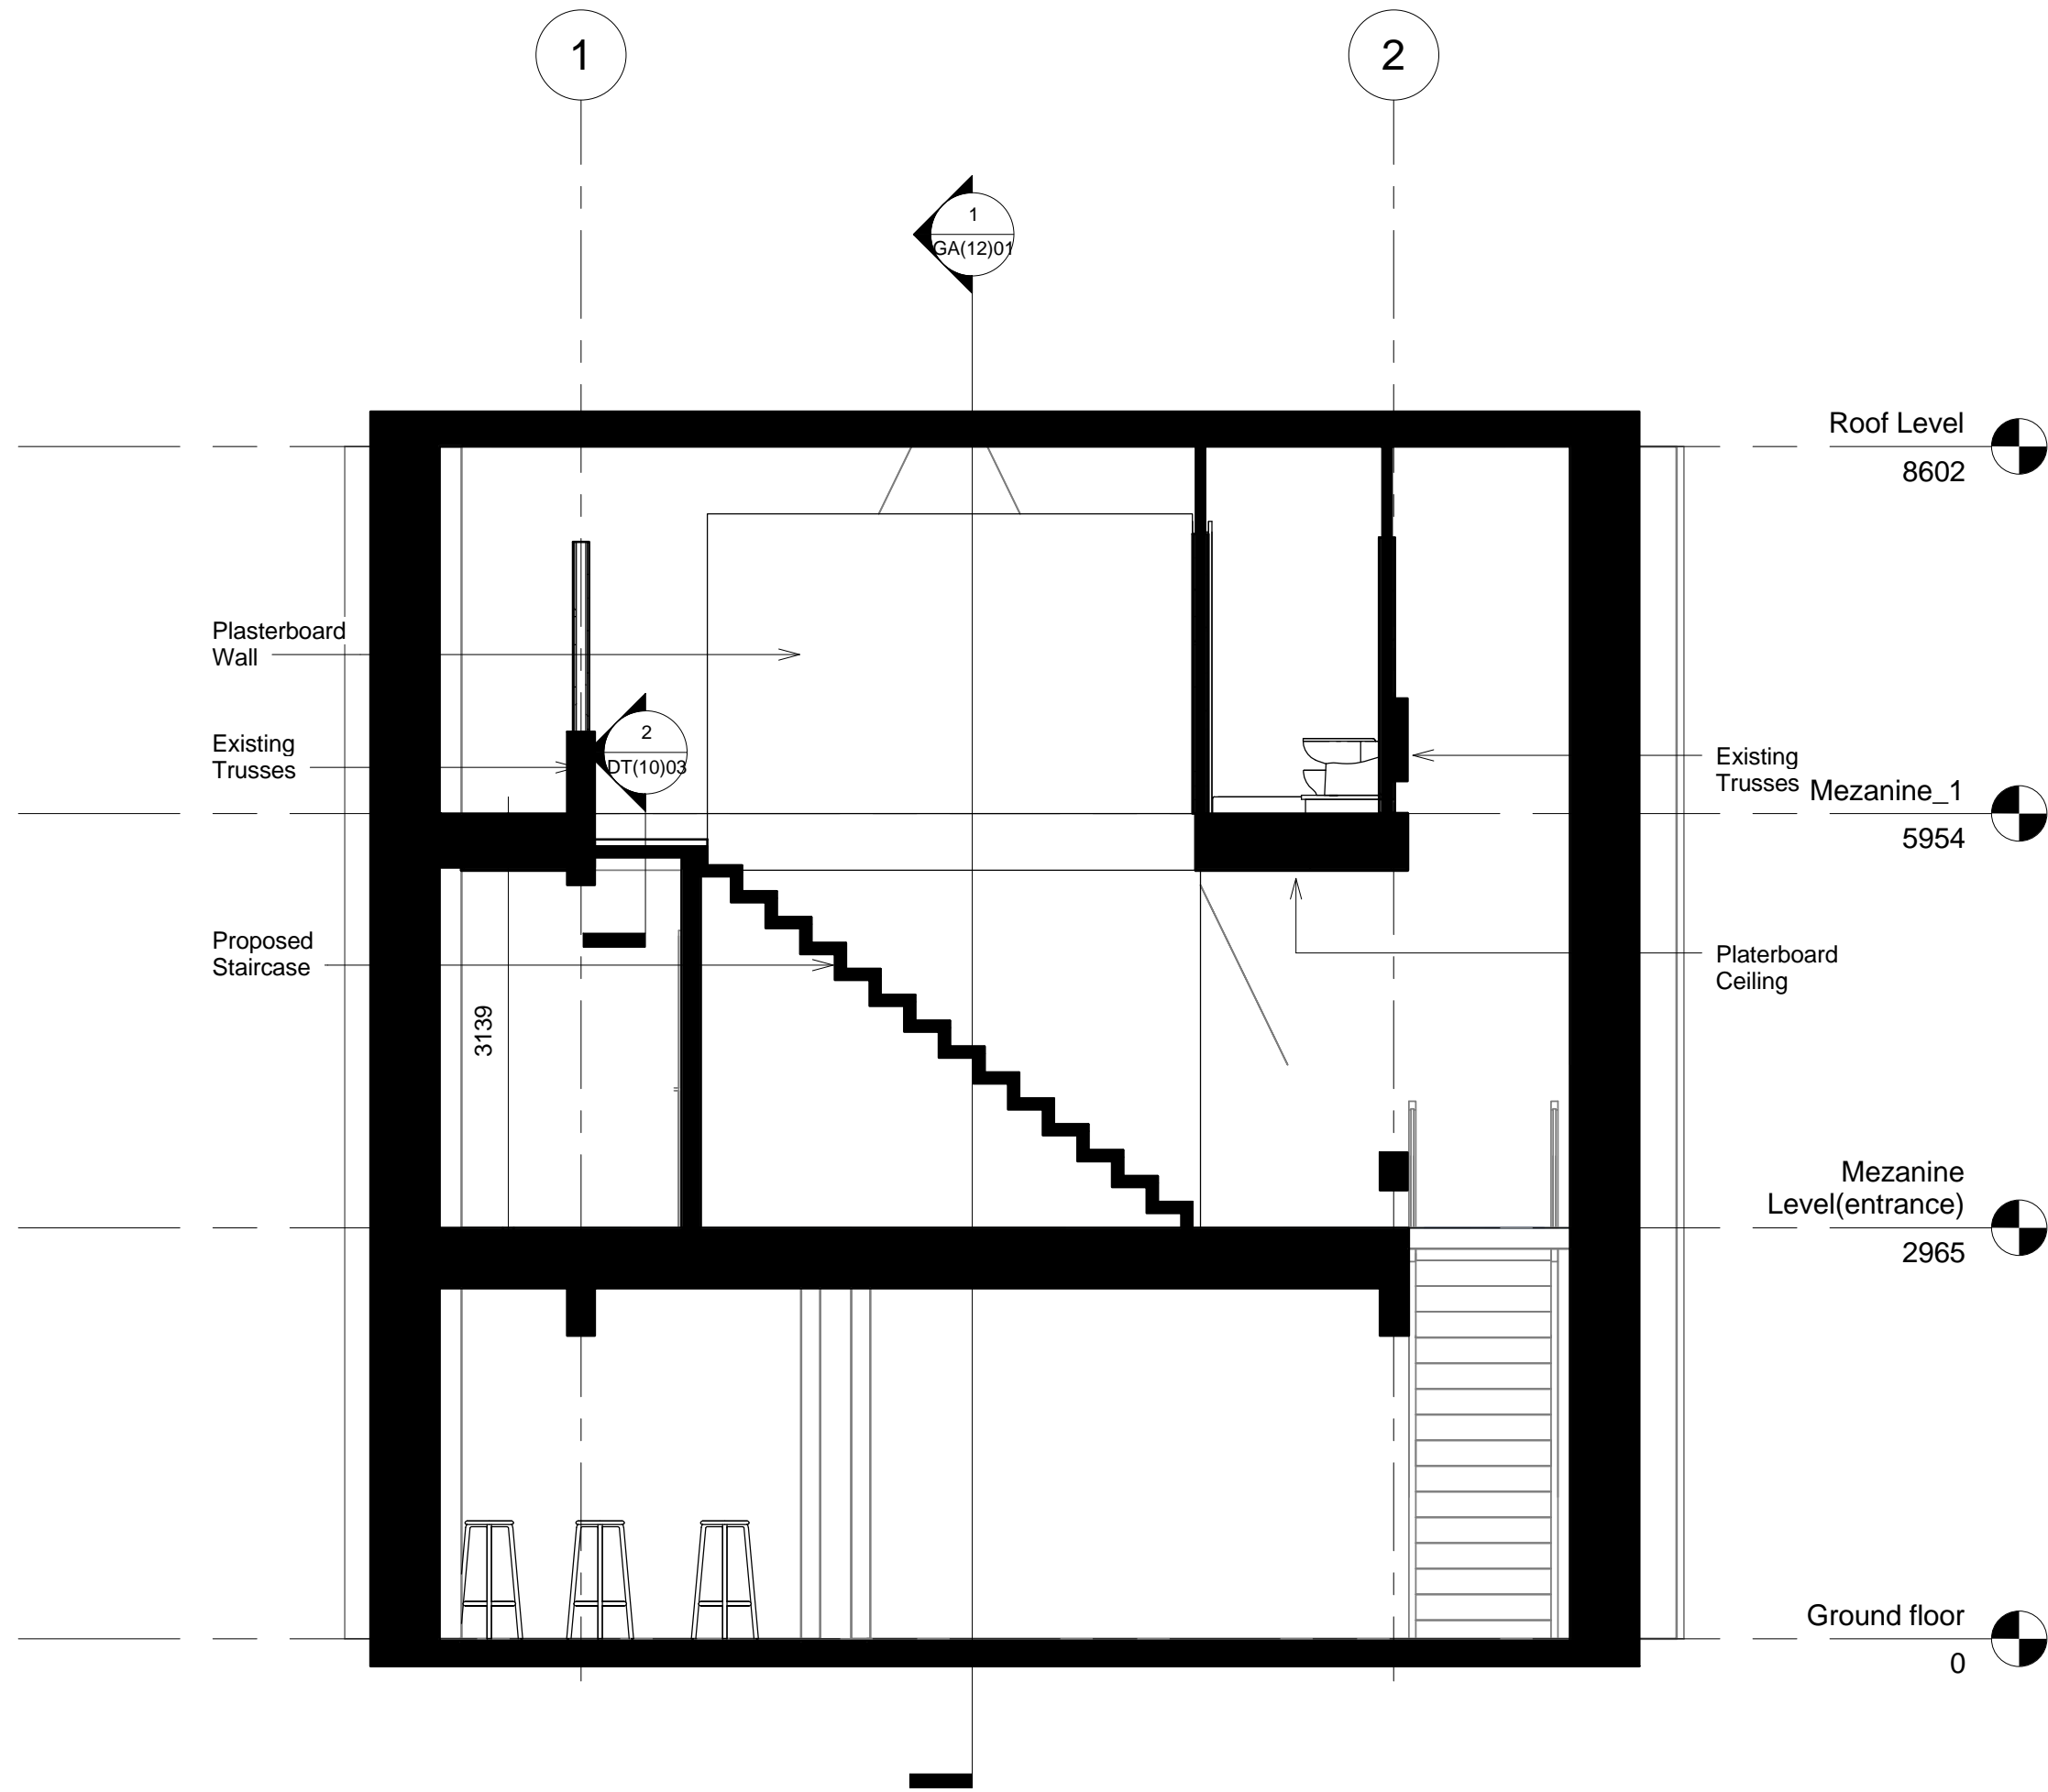 1
2
1
GA(12)01
Roof Level
8602
Plasterboard
Wall
2
DT(10)03
Existing
Trusses
Existing
Trusses
Mezanine_1
5954
Proposed
Staircase
Platerboard
Ceiling
3139
Mezanine
Level(entrance)
2965
Ground floor
0